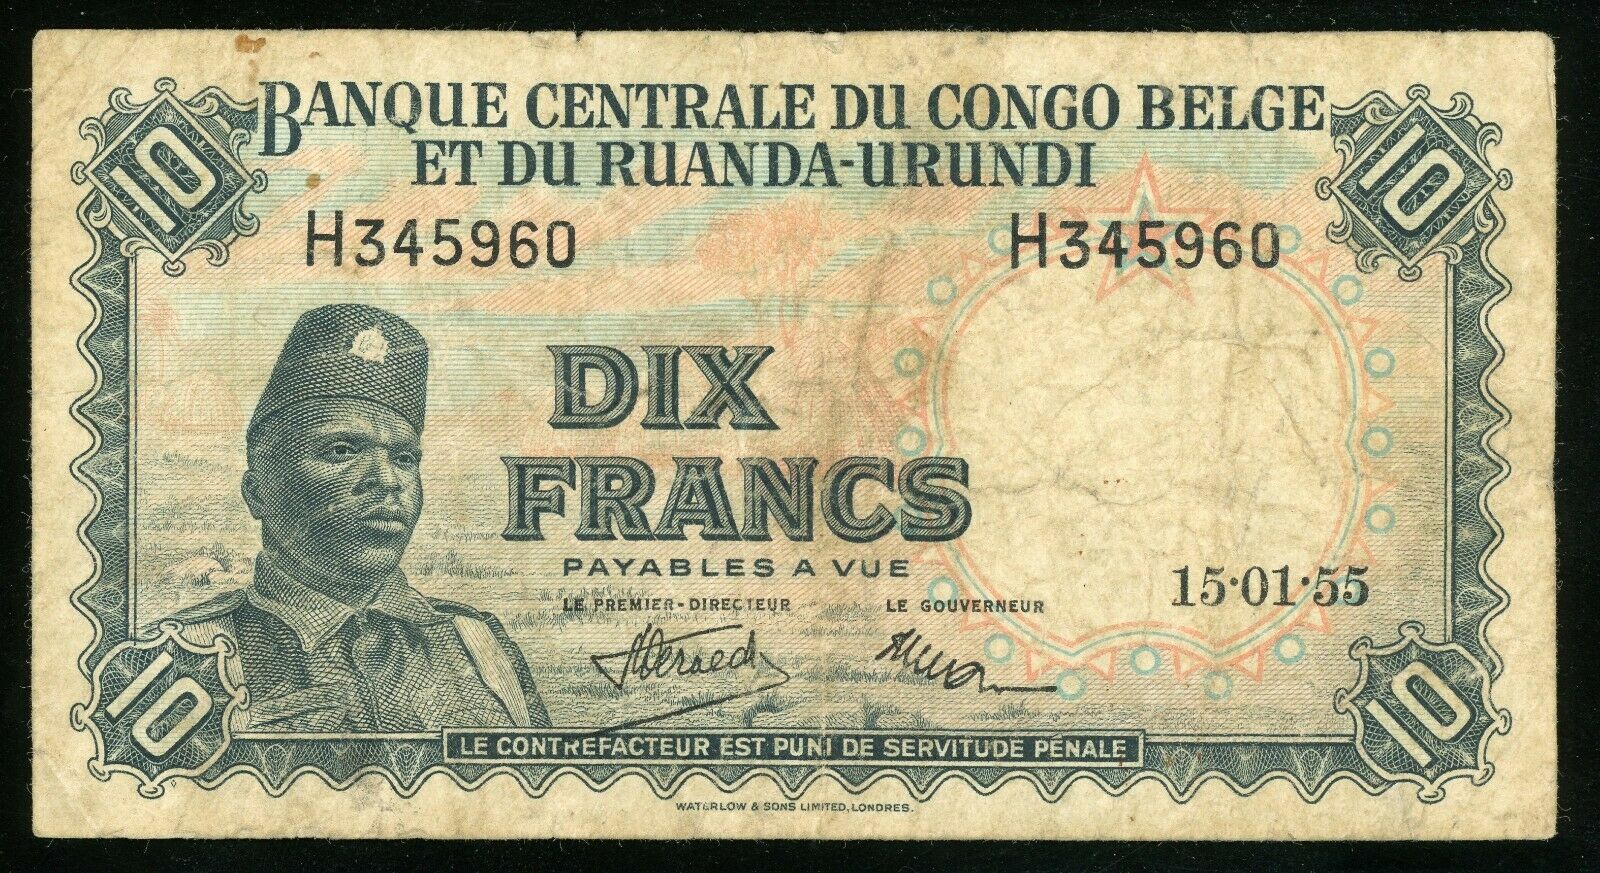 10 BANQUE CENTRALE DU CONGO BELGE 10
ET DU RUANDA-URUNDI
H345960 H345960
DIX
FRANCS
PAYABLES A VUE
LE PREMIER-DIRECTEUR LE GOUVERNEUR 15·01·55
10 10
LE CONTREFACTEUR EST PUNI DE SERVITUDE PÉNALE
WATERLOW & SONS LIMITED, LONDRES.